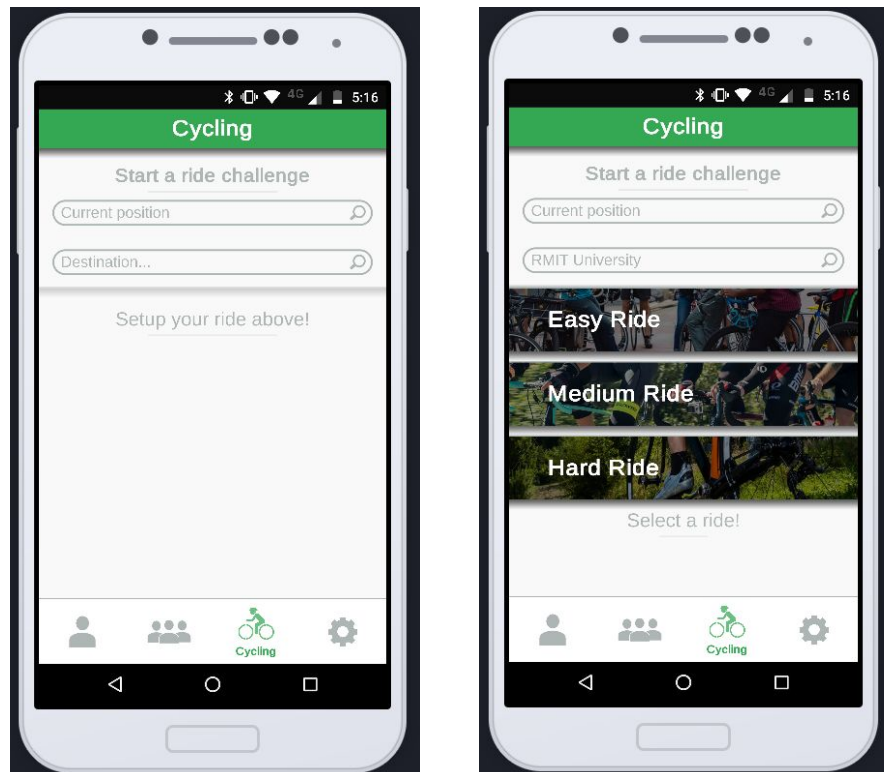 4G 5:16
Cycling
Start a ride challenge
Current position
Destination...
Setup your ride above!
Cycling
4G 5:16
Cycling
Start a ride challenge
Current position
RMIT University
Easy Ride
Medium Ride
Hard Ride
Select a ride!
Cycling